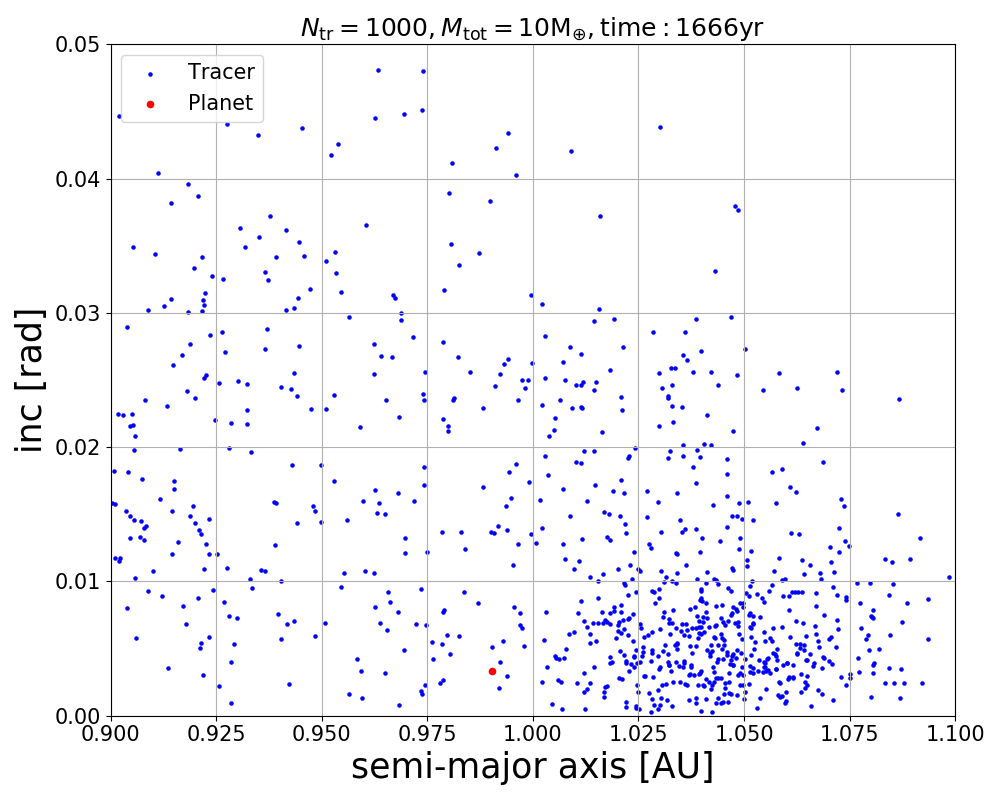 N_tr = 1000, M_tot = 10M_⊕, time : 1666yr
Tracer
Planet
0.05
0.04
0.03
0.02
0.01
0.00
inc [rad]
0.900 0.925 0.950 0.975 1.000 1.025 1.050 1.075 1.100
semi-major axis [AU]